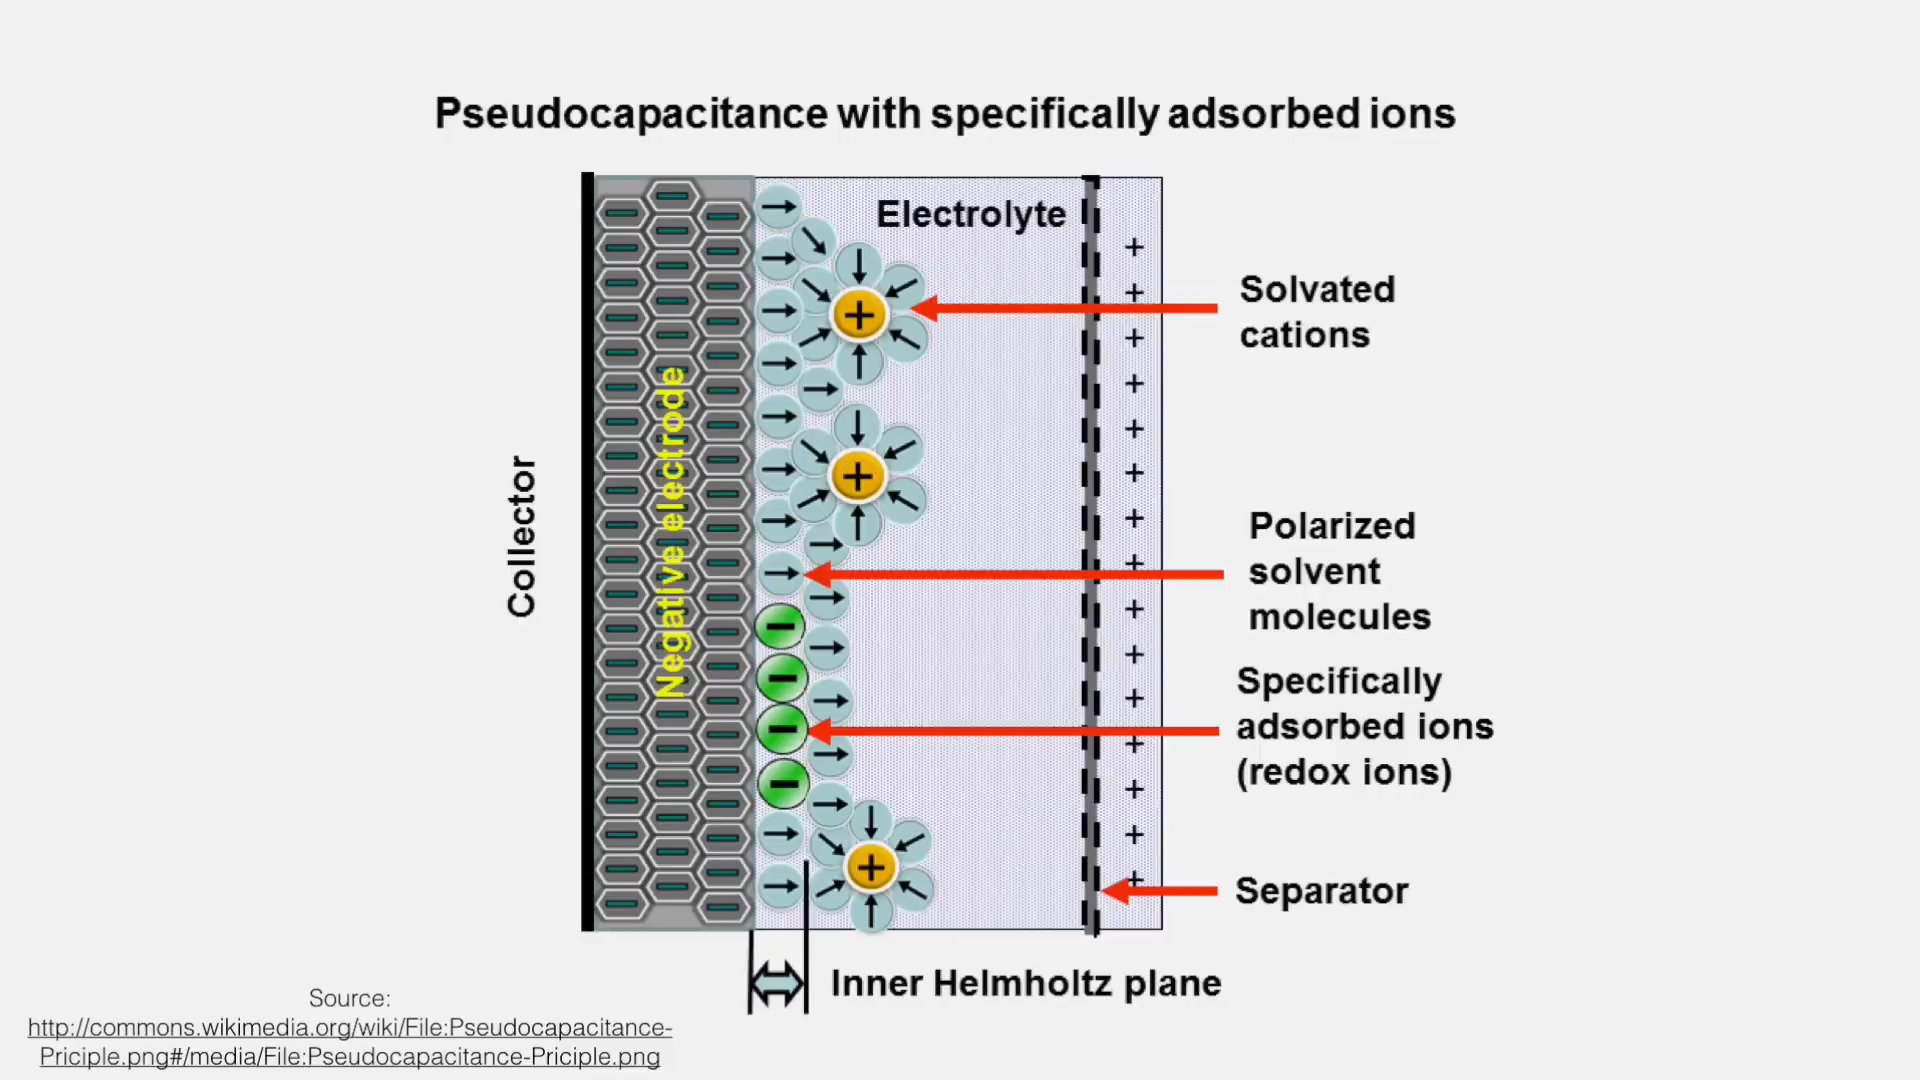 Pseudocapacitance with specifically adsorbed ions
Electrolyte
Solvated
cations
Negative electrode
Collector
Polarized
solvent
molecules
Specifically
adsorbed ions
(redox ions)
Separator
Inner Helmholtz plane
Source:
http://commons.wikimedia.org/wiki/File:Pseudocapacitance-
Priciple.png#/media/File:Pseudocapacitance-Priciple.png